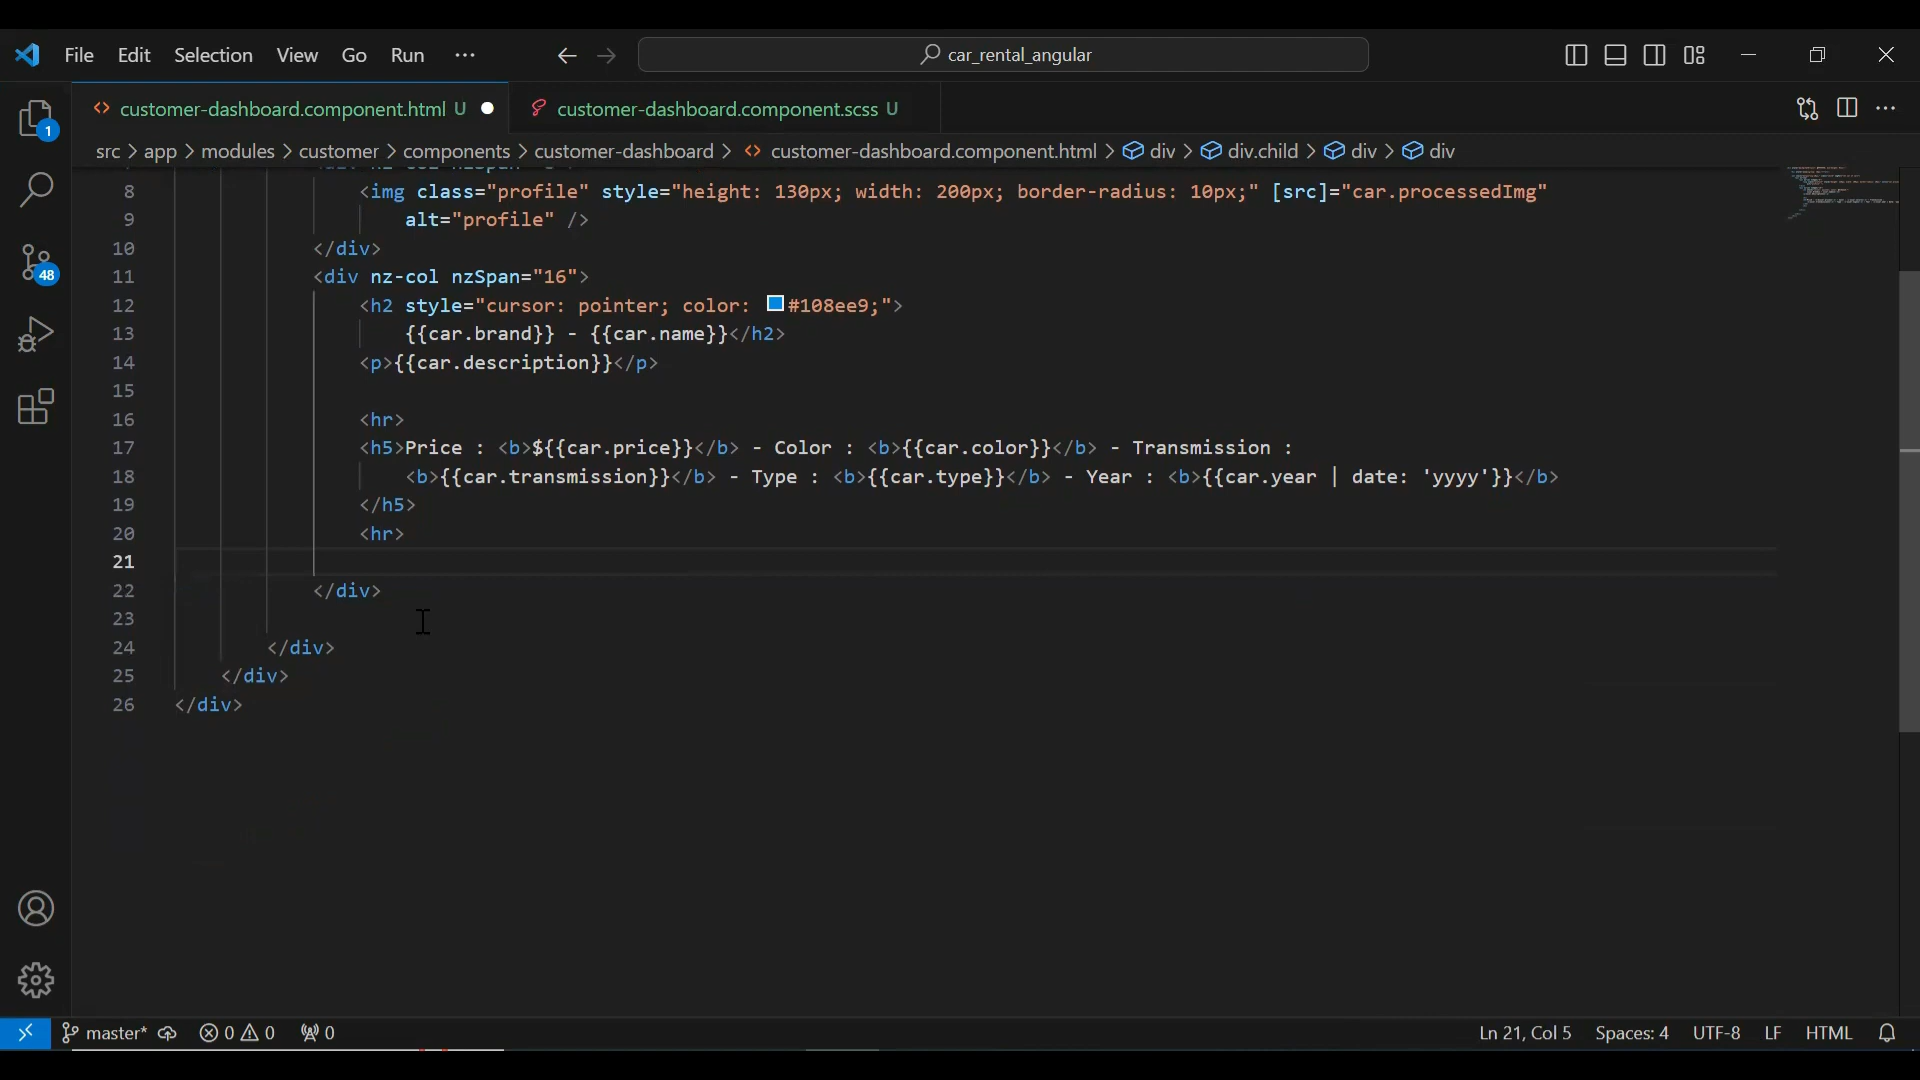 File Edit Selection View Go Run ··· car_rental_angular
customer-dashboard.component.html U customer-dashboard.component.scss U
src > app > modules > customer > components > customer-dashboard > customer-dashboard.component.html > div > div.child > div > div
8 <img class="profile" style="height: 130px; width: 200px; border-radius: 10px;" [src]="car.processedImg"
9 alt="profile" />
10 </div>
11 <div nz-col nzSpan="16">
12 <h2 style="cursor: pointer; color: #108ee9;">
13 {{car.brand}} - {{car.name}}</h2>
14 <p>{{car.description}}</p>
15
16 <hr>
17 <h5>Price : <b>${{car.price}}</b> - Color : <b>{{car.color}}</b> - Transmission :
18 <b>{{car.transmission}}</b> - Type : <b>{{car.type}}</b> - Year : <b>{{car.year | date: 'yyyy'}}</b>
19 </h5>
20 <hr>
21
22 </div>
23
24 </div>
25 </div>
26 </div>
1
48
master* 0 0 0 Ln 21, Col 5 Spaces: 4 UTF-8 LF HTML